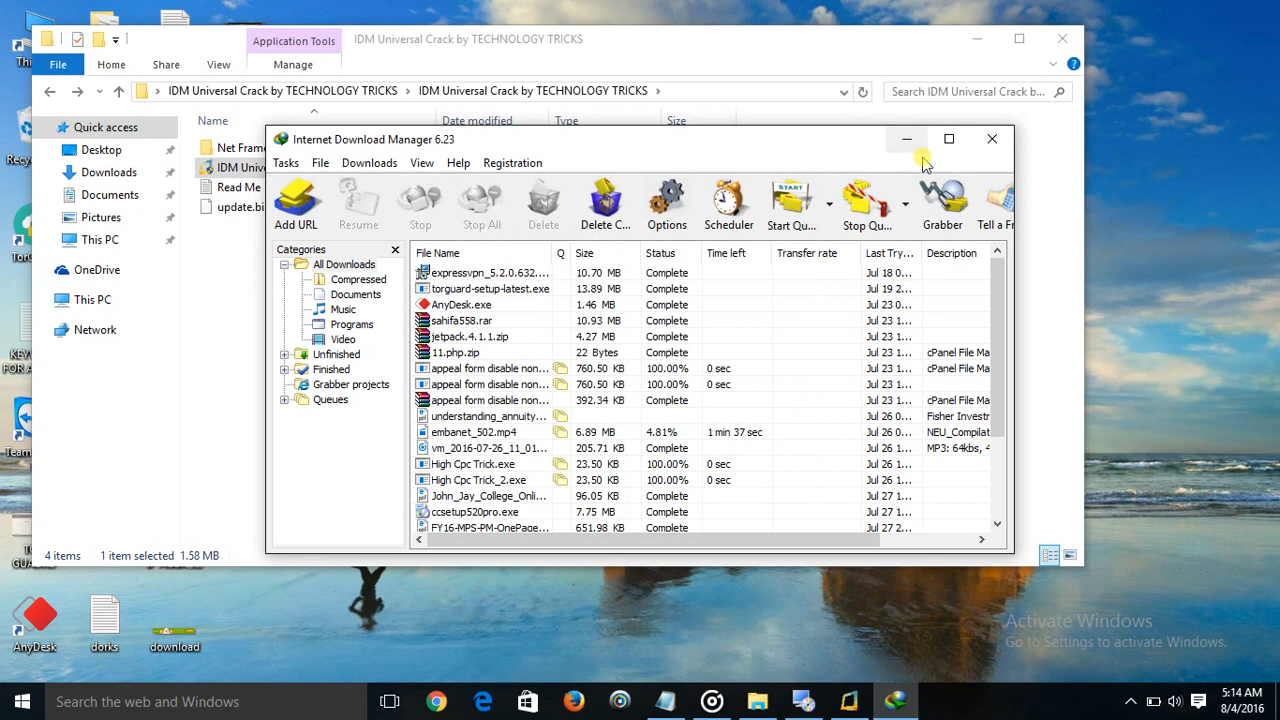 Application Tools
IDM Universal Crack by TECHNOLOGY TRICKS
File
Home
Share
View
Manage
IDM Universal Crack by TECHNOLOGY TRICKS
IDM Universal Crack by TECHNOLOGY TRICKS
Search IDM Universal Crack b...
Quick access
Desktop
Downloads
Documents
Pictures
This PC
OneDrive
This PC
Network
Name
Date modified
Type
Size
Net Frame
IDM Unive
Read Me
update.bi
4 items
1 item selected 1.58 MB
Internet Download Manager 6.23
Tasks
File
Downloads
View
Help
Registration
Add URL
Resume
Stop
Stop All
Delete
Delete C...
Options
Scheduler
START
Start Qu...
STOP
Stop Qu...
Grabber
Tell a Fr
Categories
All Downloads
Compressed
Documents
Music
Programs
Video
Unfinished
Finished
Grabber projects
Queues
File Name Q Size Status Time left Transfer rate Last Try... Description
expressvpn_5.2.0.632.... 10.70 MB Complete Jul 18 0...
torguard-setup-latest.exe 13.89 MB Complete Jul 19 2...
AnyDesk.exe 1.46 MB Complete Jul 23 0...
sahifa558.rar 10.93 MB Complete Jul 23 1...
jetpack.4.1.1.zip 4.27 MB Complete Jul 23 1...
11.php.zip 22 Bytes Complete Jul 23 1... cPanel File Ma
appeal form disable non... 760.50 KB 100.00% 0 sec Jul 23 1... cPanel File Ma
appeal form disable non... 760.50 KB 100.00% 0 sec Jul 23 1...
appeal form disable non... 392.34 KB Complete Jul 23 1... cPanel File Ma
understanding_annuity... Jul 26 0... Fisher Investm
embanet_502.mp4 6.89 MB 4.81% 1 min 37 sec Jul 26 0... NEU_Compilat
vm_2016-07-26_11_01... 205.71 KB Complete Jul 26 1... MP3: 64kbs, 4
High Cpc Trick.exe 23.50 KB 100.00% 0 sec Jul 26 1...
High Cpc Trick_2.exe 23.50 KB 100.00% 0 sec Jul 26 1...
John_Jay_College_Onli... 96.05 KB Complete Jul 27 1...
ccsetup520pro.exe 7.75 MB Complete Jul 27 1...
FY16-MPS-PM-OnePage... 651.98 KB Complete Jul 27 2...
AnyDesk
dorks
download
Activate Windows
Go to Settings to activate Windows.
Search the web and Windows
5:14 AM
8/4/2016